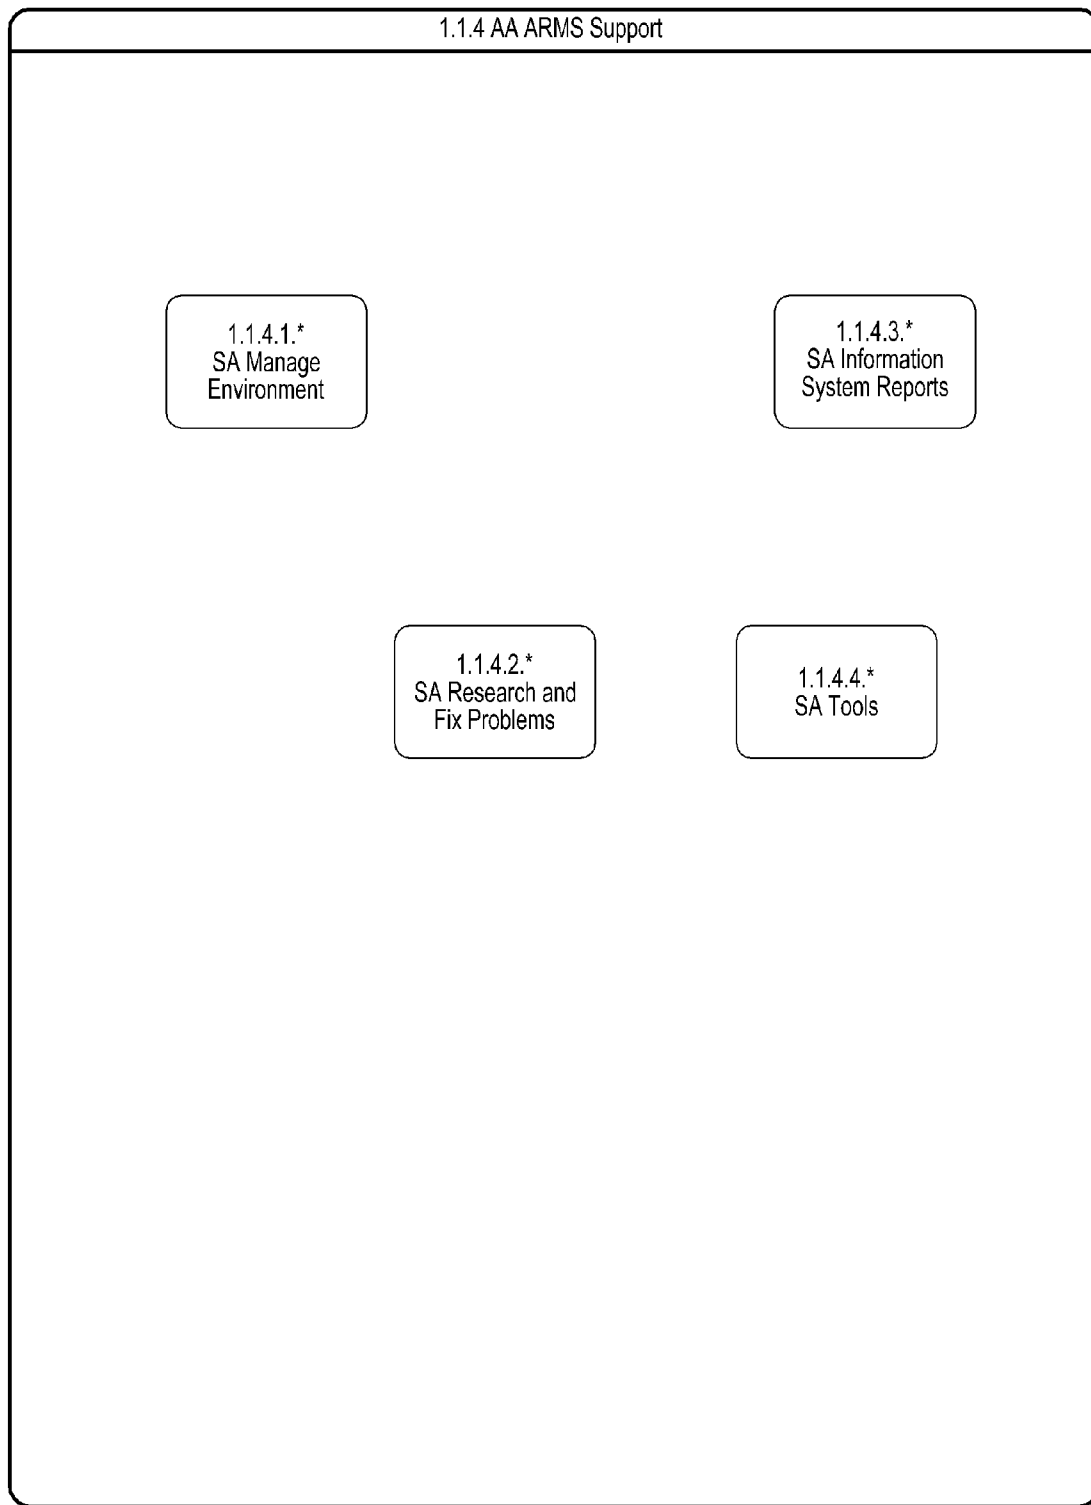 1.1.4 AA ARMS Support
1.1.4.1.*
SA Manage
Environment
1.1.4.3.*
SA Information
System Reports
1.1.4.2.*
SA Research and
Fix Problems
1.1.4.4.*
SA Tools